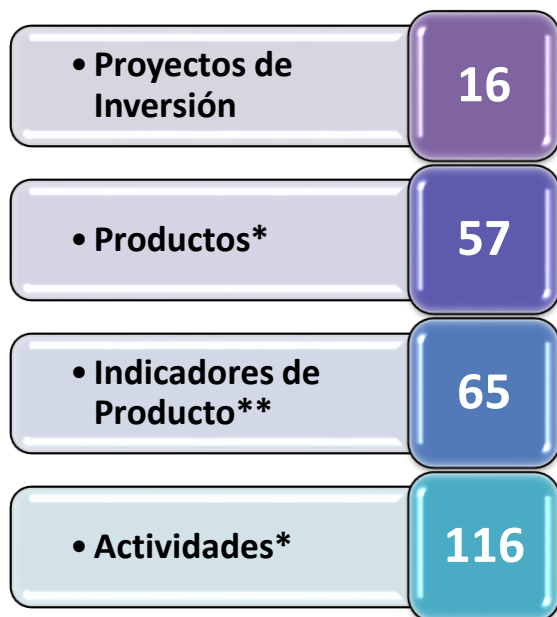 • Proyectos de
Inversión
16
• Productos*
57
• Indicadores de
Producto**
65
• Actividades*
116